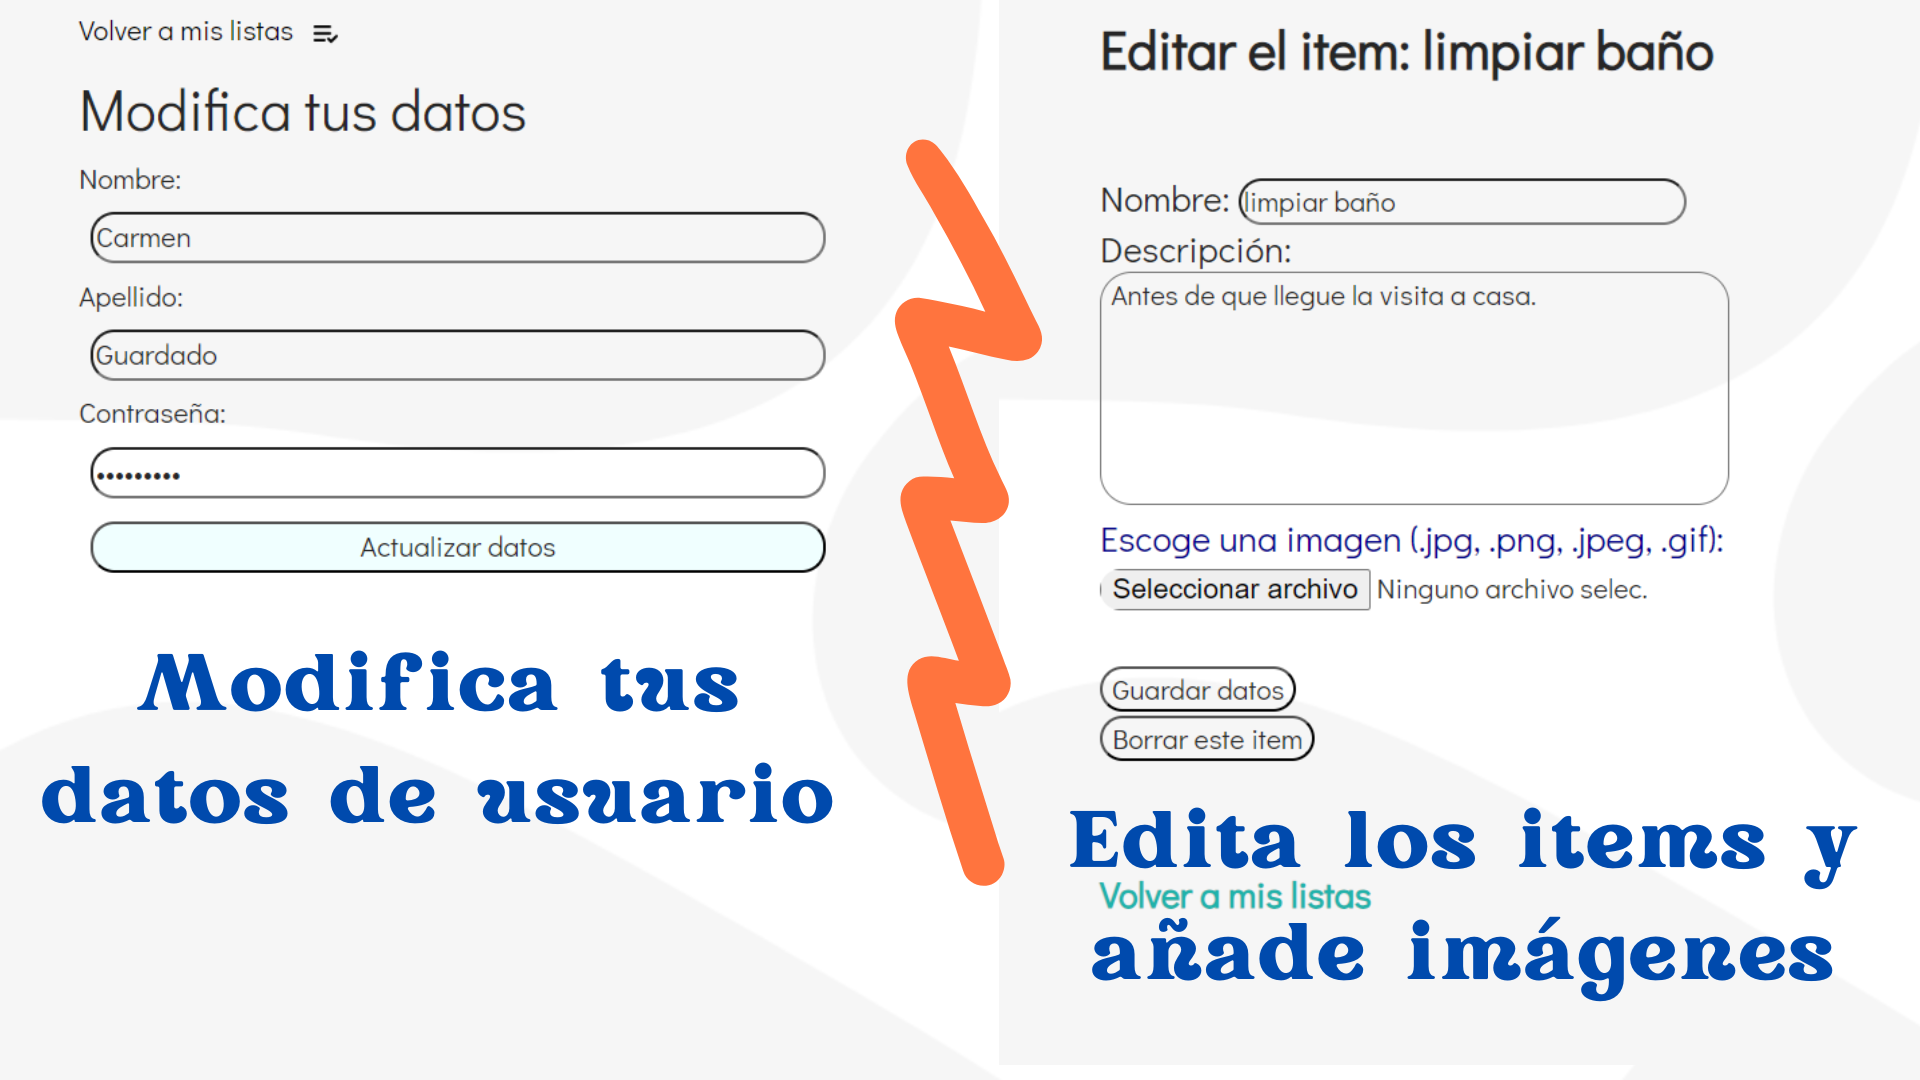 Volver a mis listas
Modifica tus datos
Nombre:
Carmen
Apellido:
Guardado
Contraseña:
•••••••••
Actualizar datos
Modifica tus
datos de usuario
Editar el item: limpiar baño
Nombre: limpiar baño
Descripción:
Antes de que llegue la visita a casa.
Escoge una imagen (.jpg, .png, .jpeg, .gif):
Seleccionar archivo Ninguno archivo selec.
Guardar datos
Borrar este item
Edita los items y
Volver a mis listas
añade imágenes